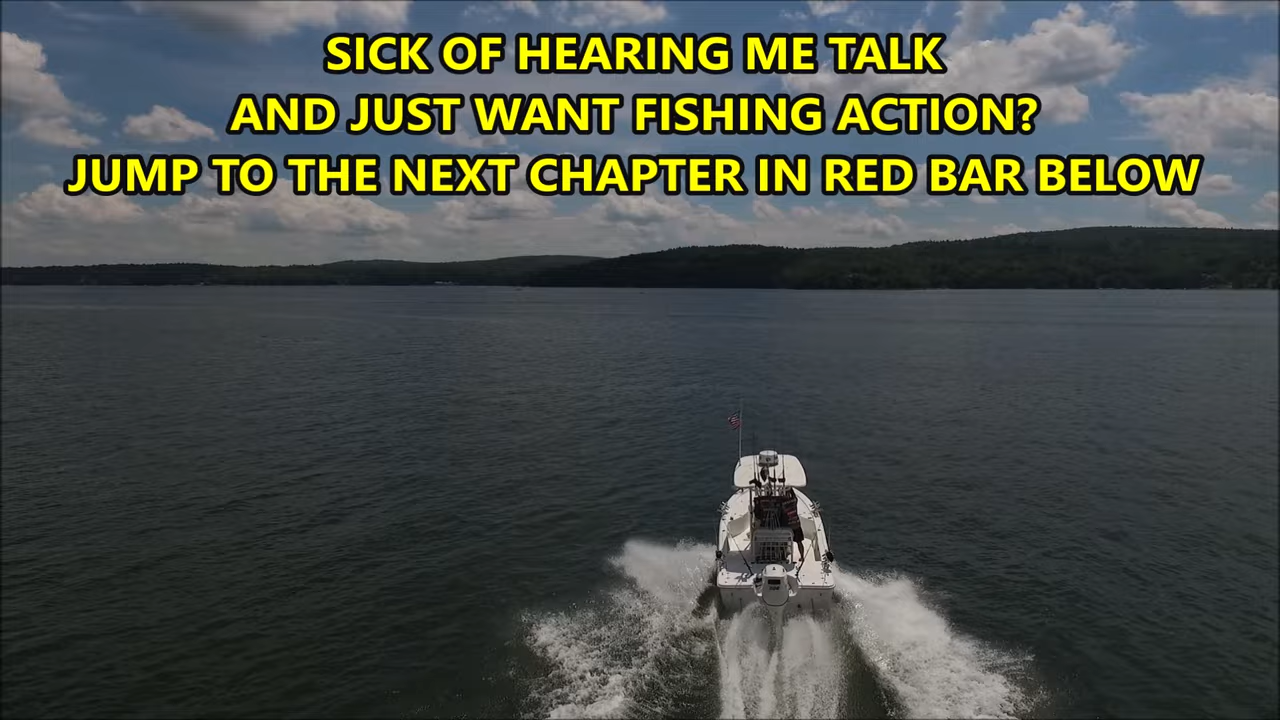 SICK OF HEARING ME TALK
AND JUST WANT FISHING ACTION?
JUMP TO THE NEXT CHAPTER IN RED BAR BELOW